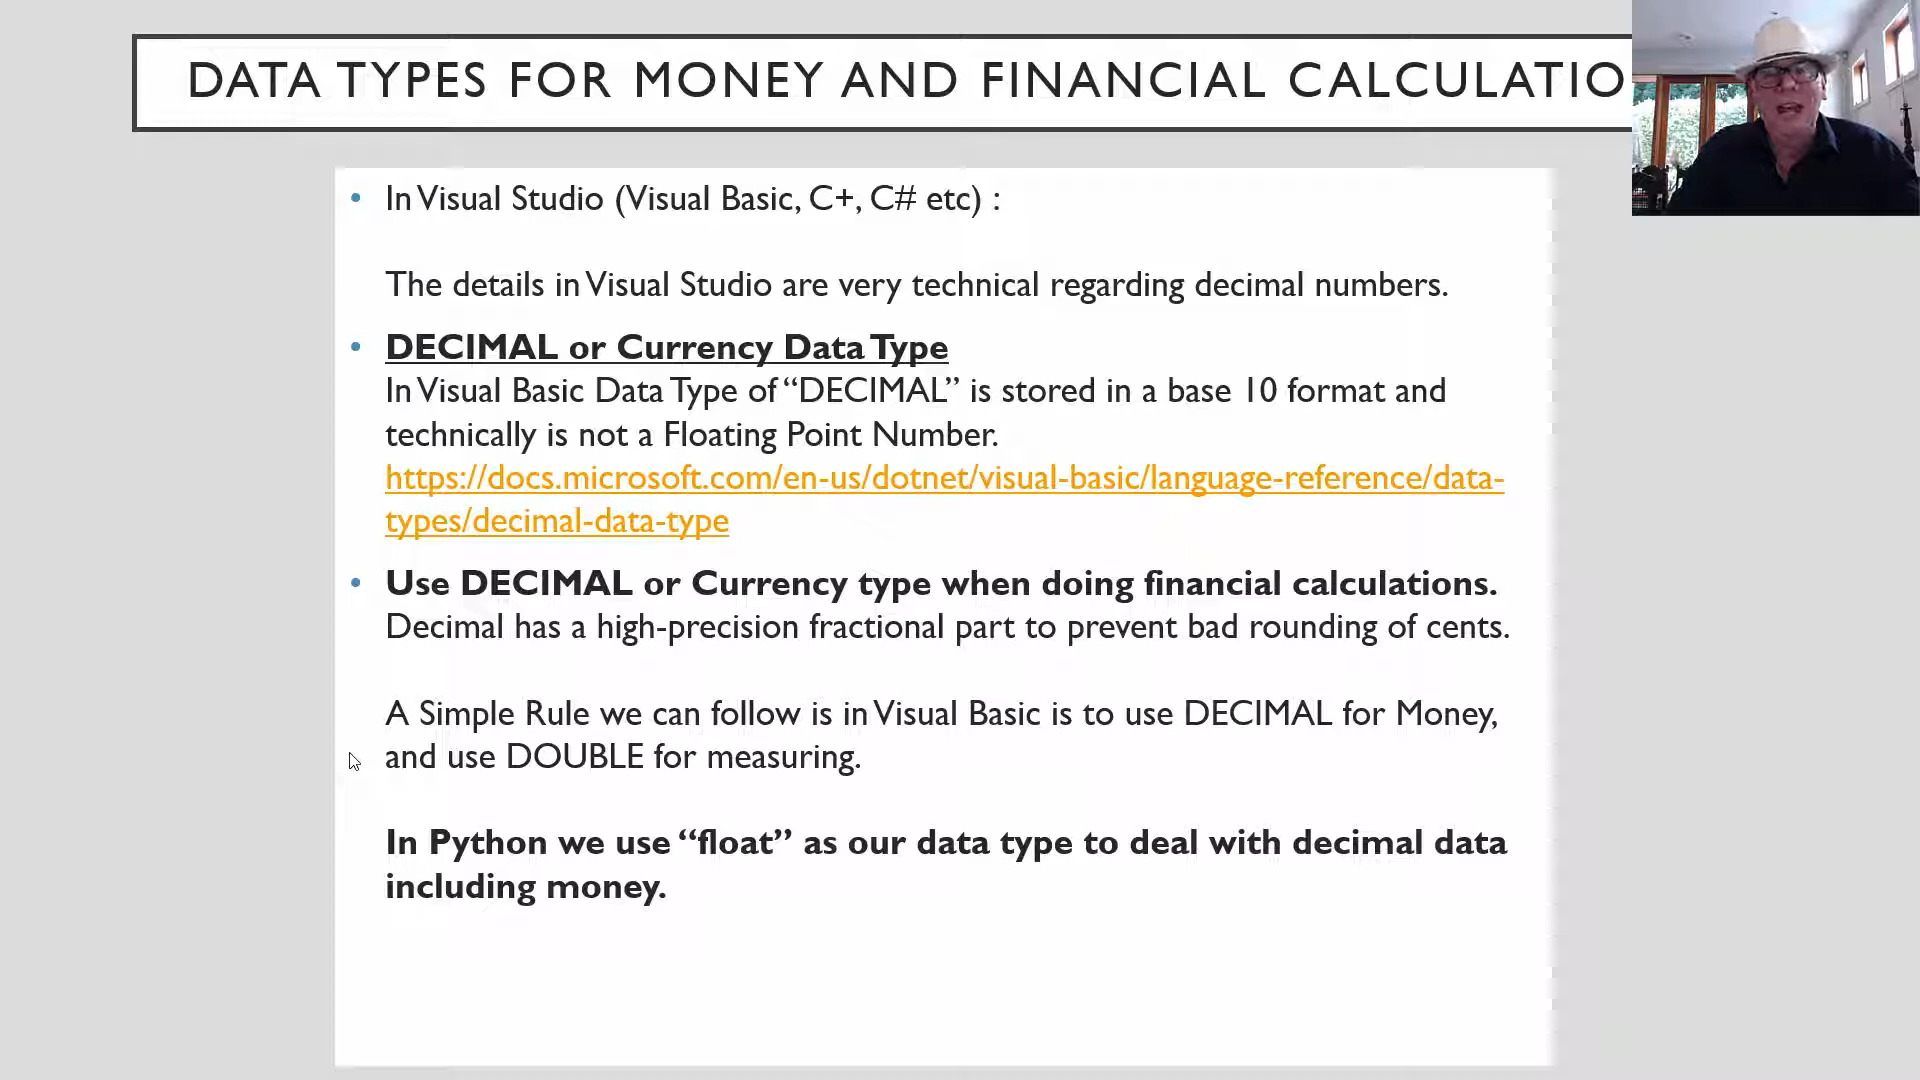 DATA TYPES FOR MONEY AND FINANCIAL CALCULATIO
• In Visual Studio (Visual Basic, C+, C# etc) :
The details in Visual Studio are very technical regarding decimal numbers.
• DECIMAL or Currency Data Type
In Visual Basic Data Type of “DECIMAL” is stored in a base 10 format and
technically is not a Floating Point Number.
https://docs.microsoft.com/en-us/dotnet/visual-basic/language-reference/data-
types/decimal-data-type
• Use DECIMAL or Currency type when doing financial calculations.
Decimal has a high-precision fractional part to prevent bad rounding of cents.
A Simple Rule we can follow is in Visual Basic is to use DECIMAL for Money,
and use DOUBLE for measuring.
In Python we use “float” as our data type to deal with decimal data
including money.